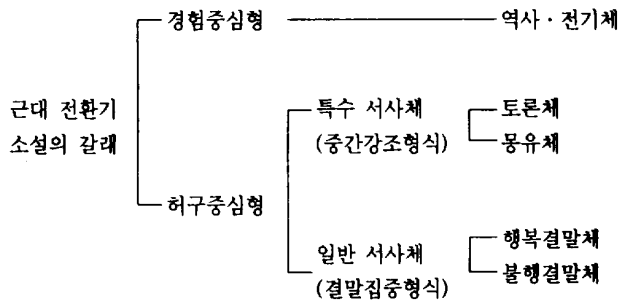 경험중심형
역사 · 전기체
근대 전환기
소설의 갈래
특수 서사체
(중간강조형식)
토론체
몽유체
허구중심형
일반 서사체
(결말집중형식)
행복결말체
불행결말체